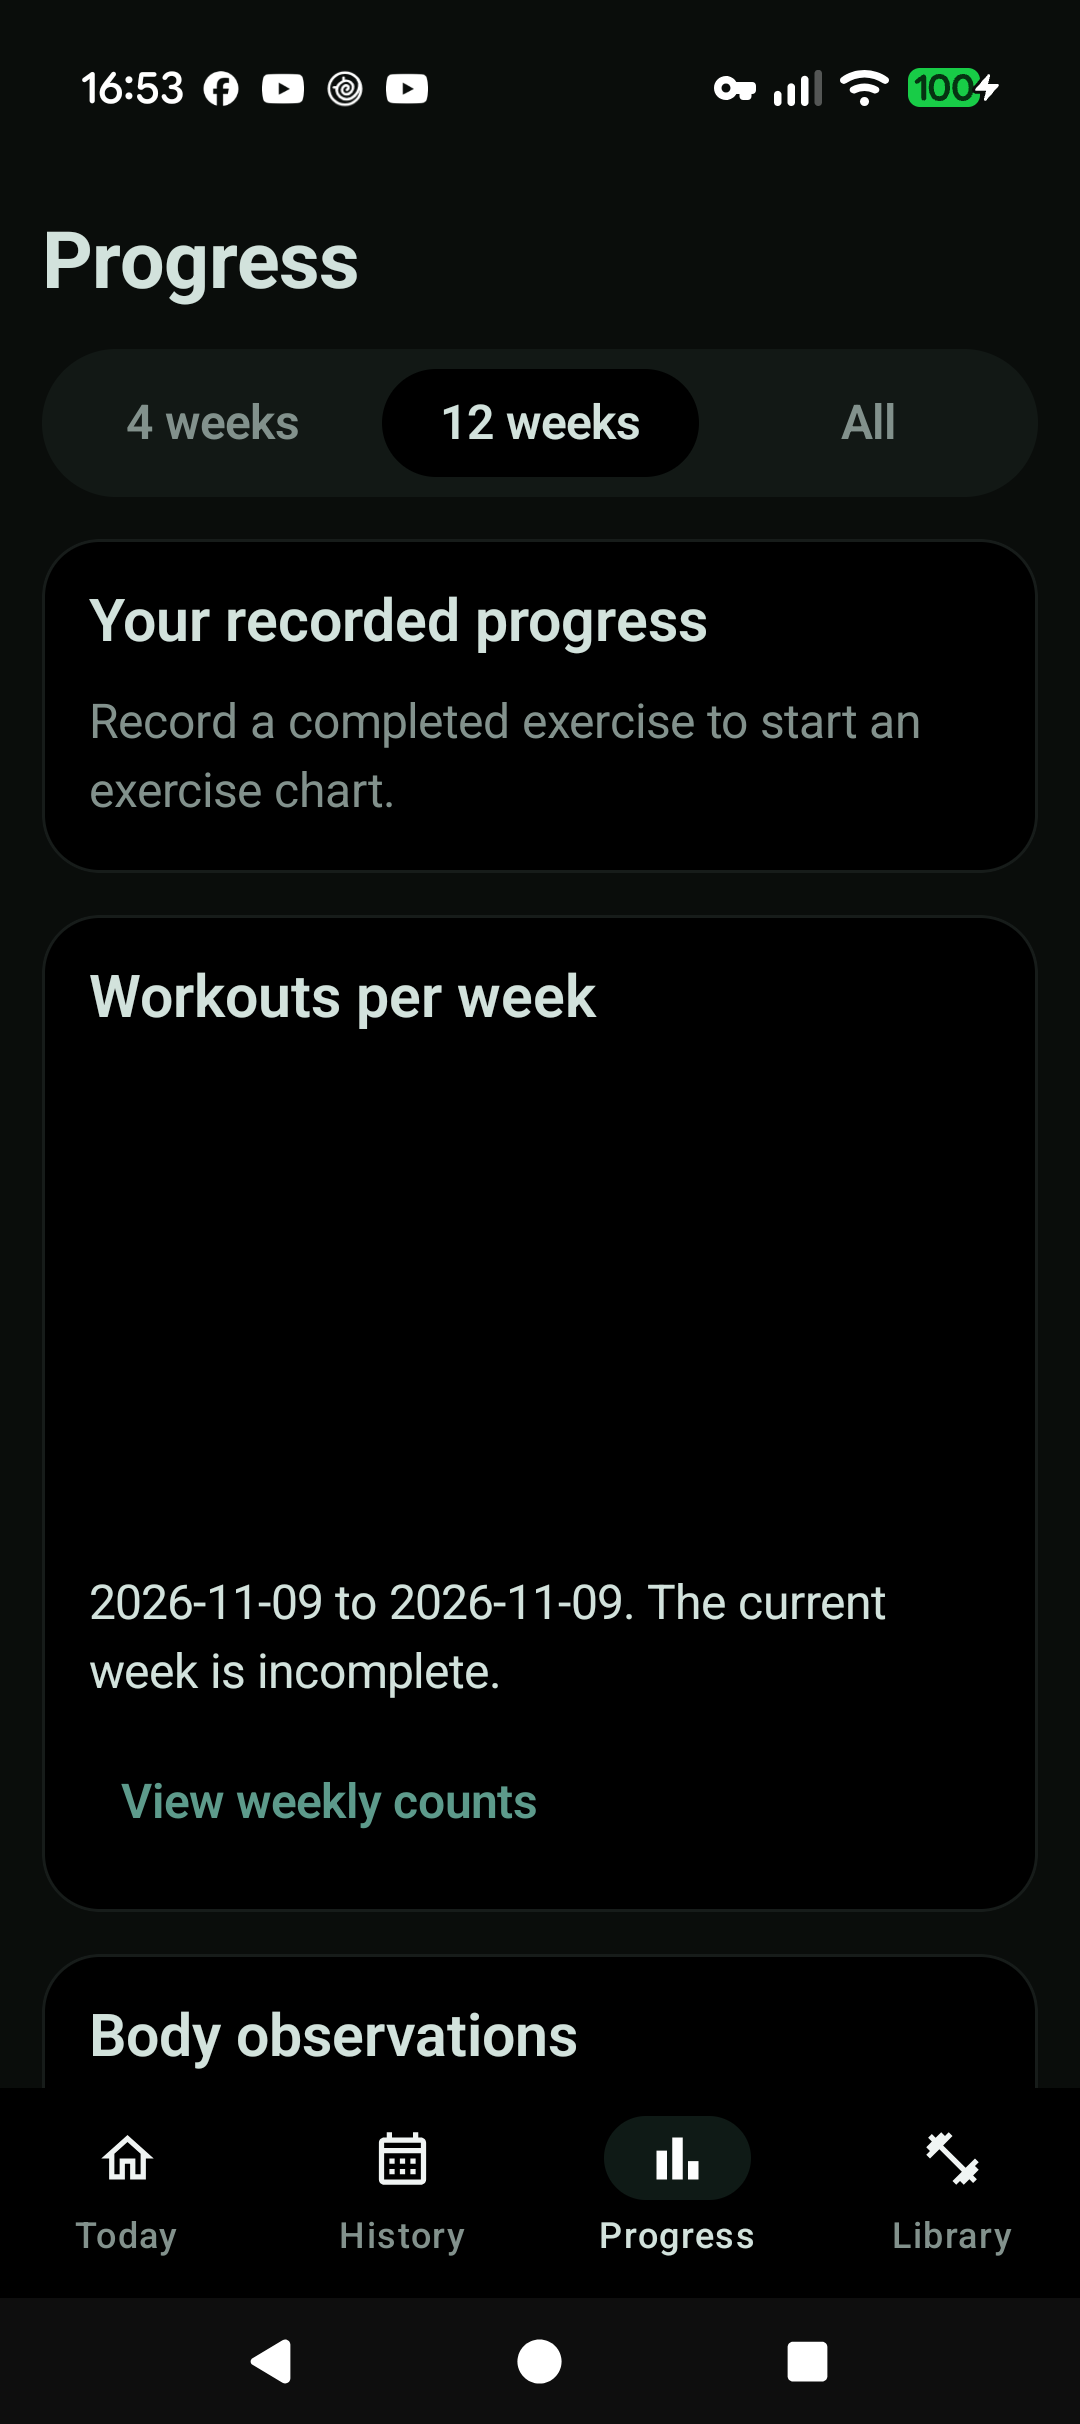 16:53
100
Progress
4 weeks
12 weeks
All
Your recorded progress
Record a completed exercise to start an
exercise chart.
Workouts per week
2026-11-09 to 2026-11-09. The current
week is incomplete.
View weekly counts
Body observations
Today
History
Progress
Library